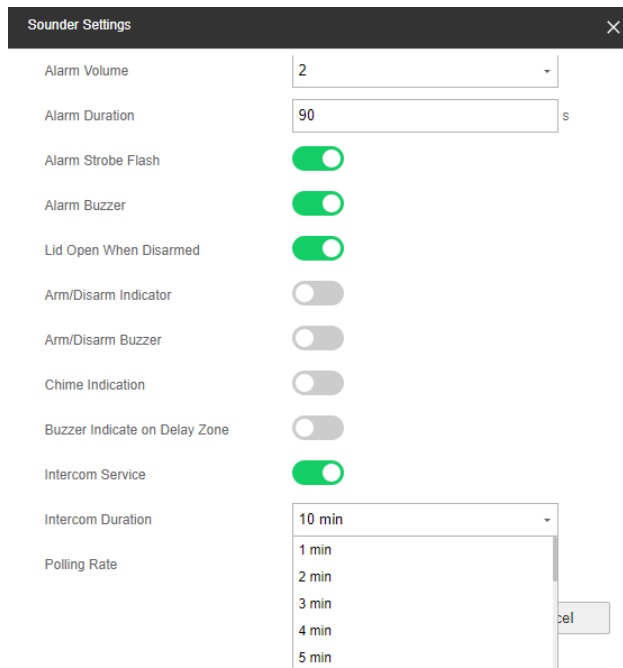 Sounder Settings
Alarm Volume 2
Alarm Duration 90 s
Alarm Strobe Flash
Alarm Buzzer
Lid Open When Disarmed
Arm/Disarm Indicator
Arm/Disarm Buzzer
Chime Indication
Buzzer Indicate on Delay Zone
Intercom Service
Intercom Duration 10 min
1 min
Polling Rate
2 min
3 min
4 min
cel
5 min